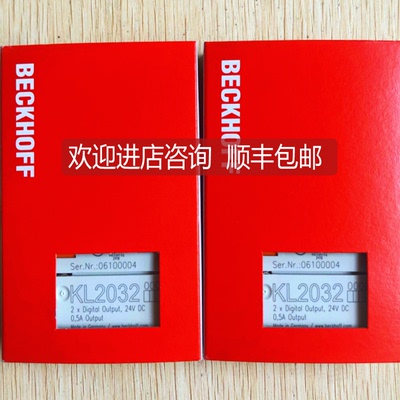 BECKHOFF
BECKHOFF
欢迎进店咨询 顺丰包邮
Ser.Nr.:06100004
KL2032
2 x Digital Output, 24V DC
0,5A Output
Ser.Nr.:06100004
KL2032
2 x Digital Output, 24V DC
0,5A Output